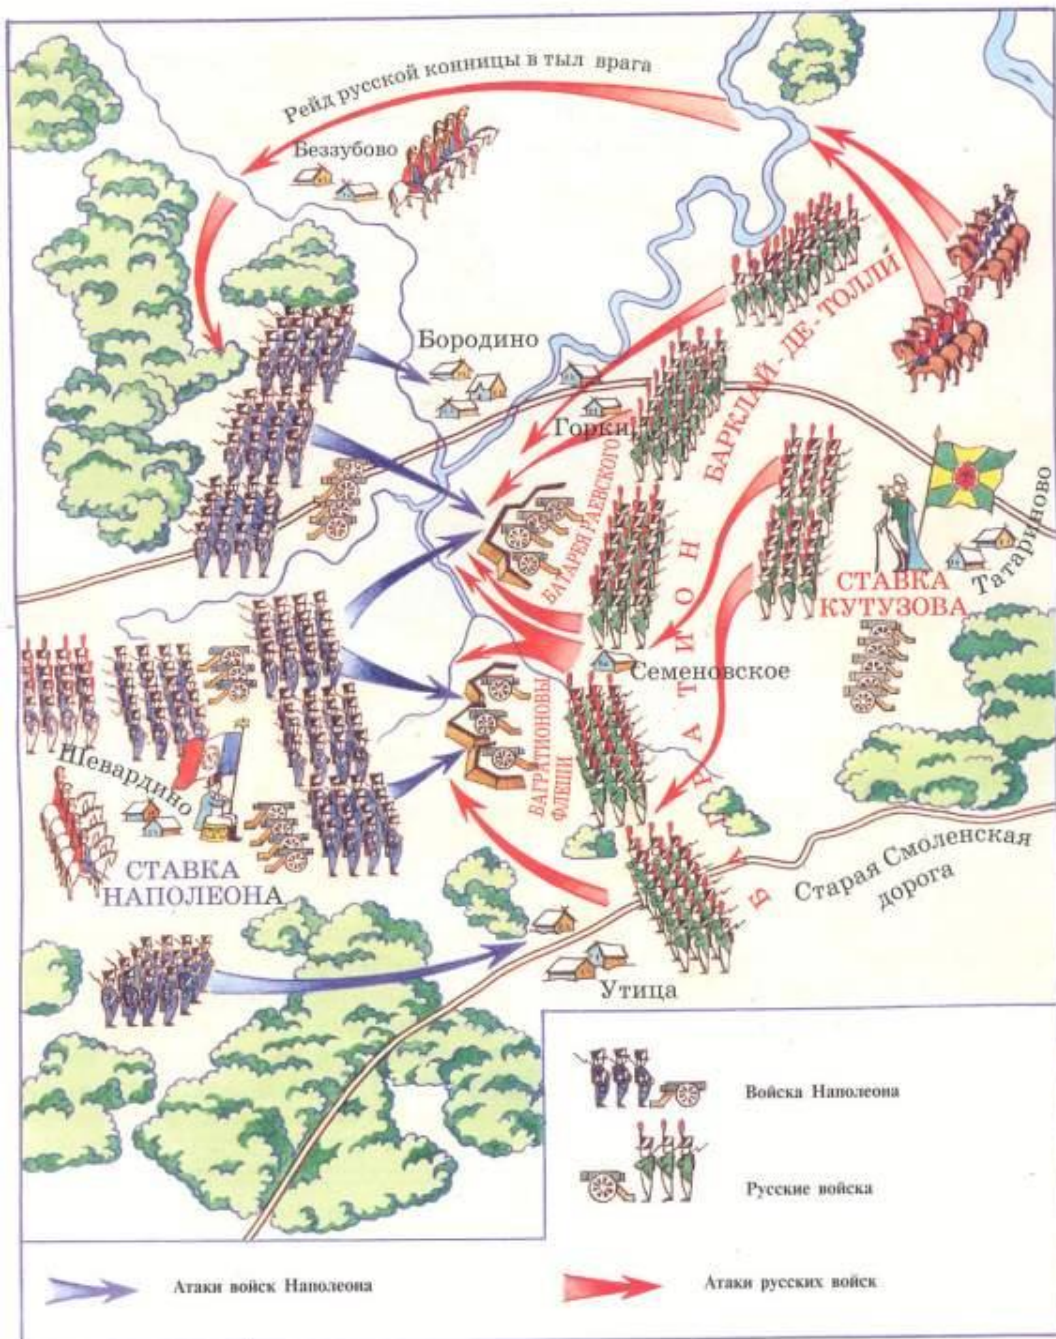 Рейд русской конницы в тыл врага
Беззубово
Бородино
Горки
БАРКЛАЙ-ДЕ-ТОЛЛИ
БАТАРЕЯ РАЕВСКОГО
Татариново
СТАВКА
КУТУЗОВА
Семеновское
БАГРАТИОН
БАГРАТИОНОВЫ
ФЛЕШИ
Шевардино
СТАВКА
НАПОЛЕОНА
Старая Смоленская
дорога
Утица
Войска Наполеона
Русские войска
Атаки войск Наполеона
Атаки русских войск